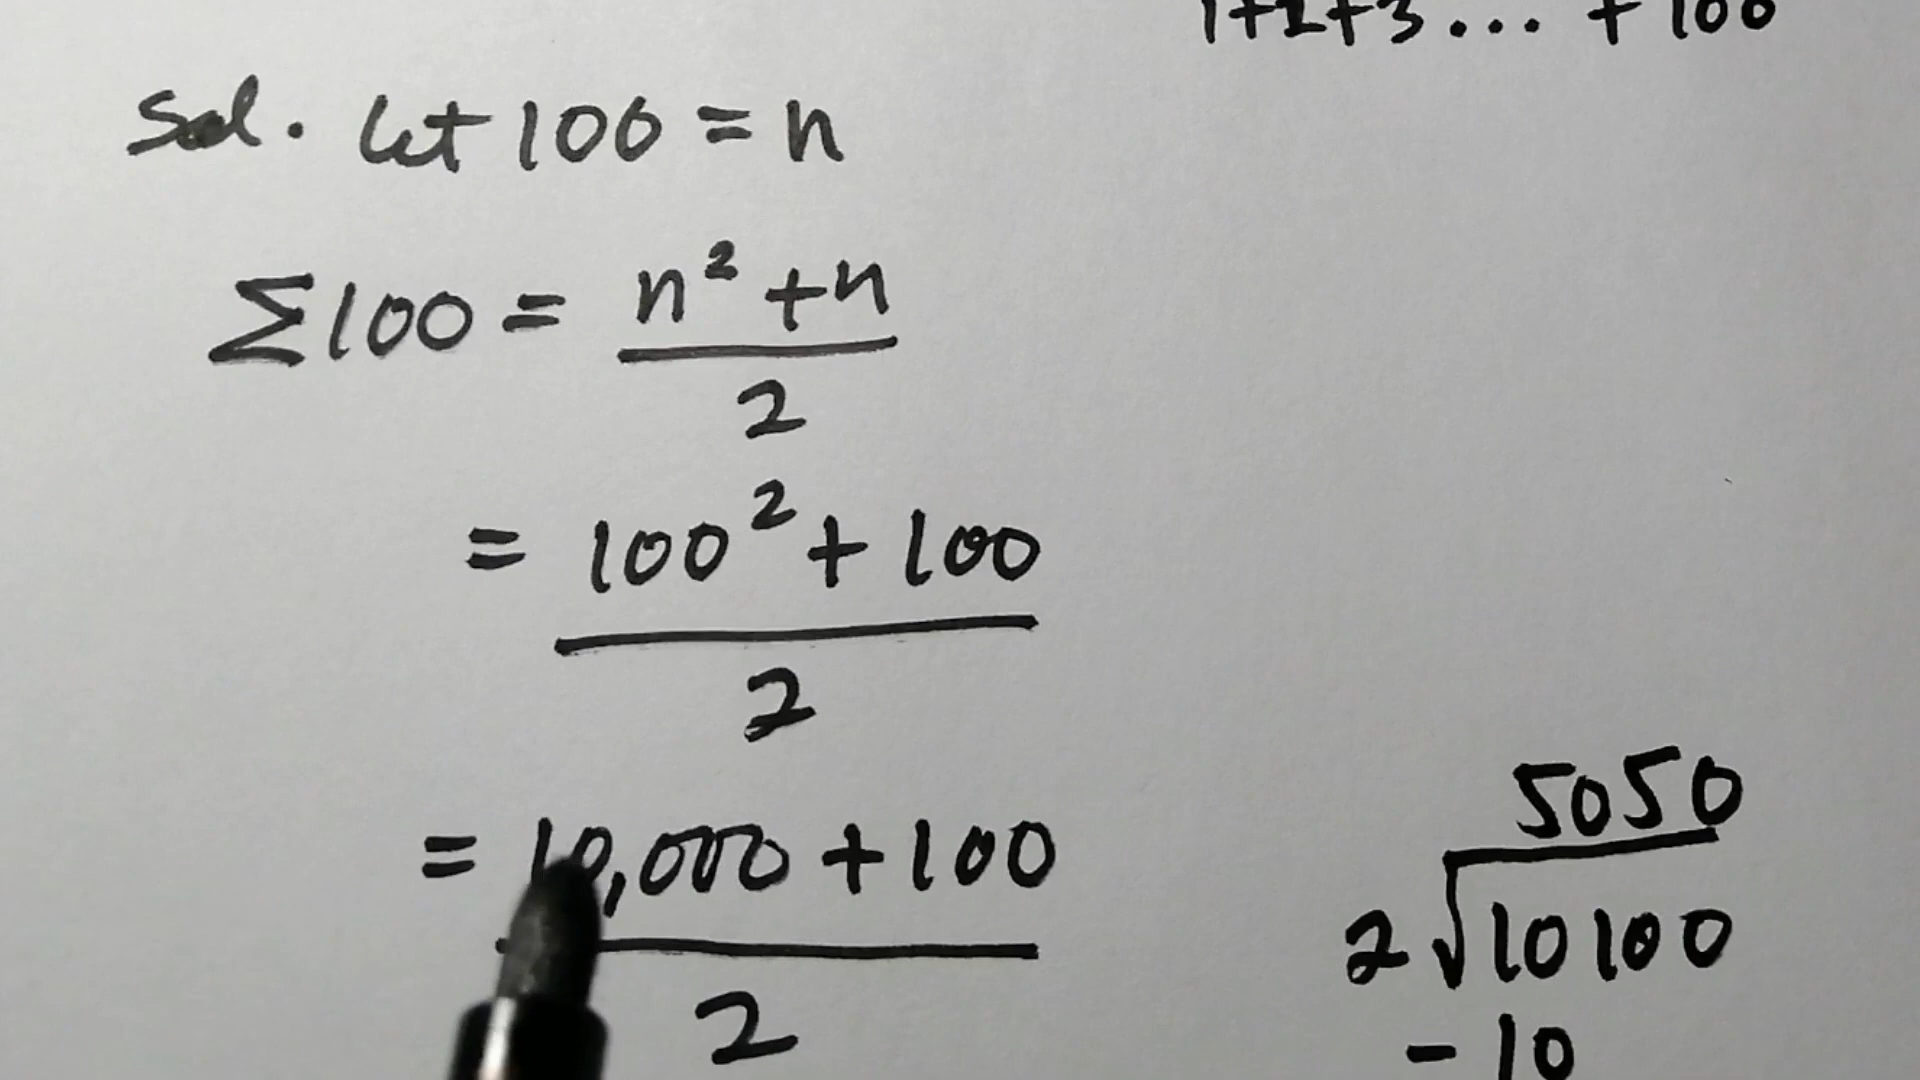 1+2+3... + 100
Sol. let 100 = n
Σ100 = n² + n
2
= 100² + 100
2
= 10,000 + 100
2
5050
2√10100
- 10